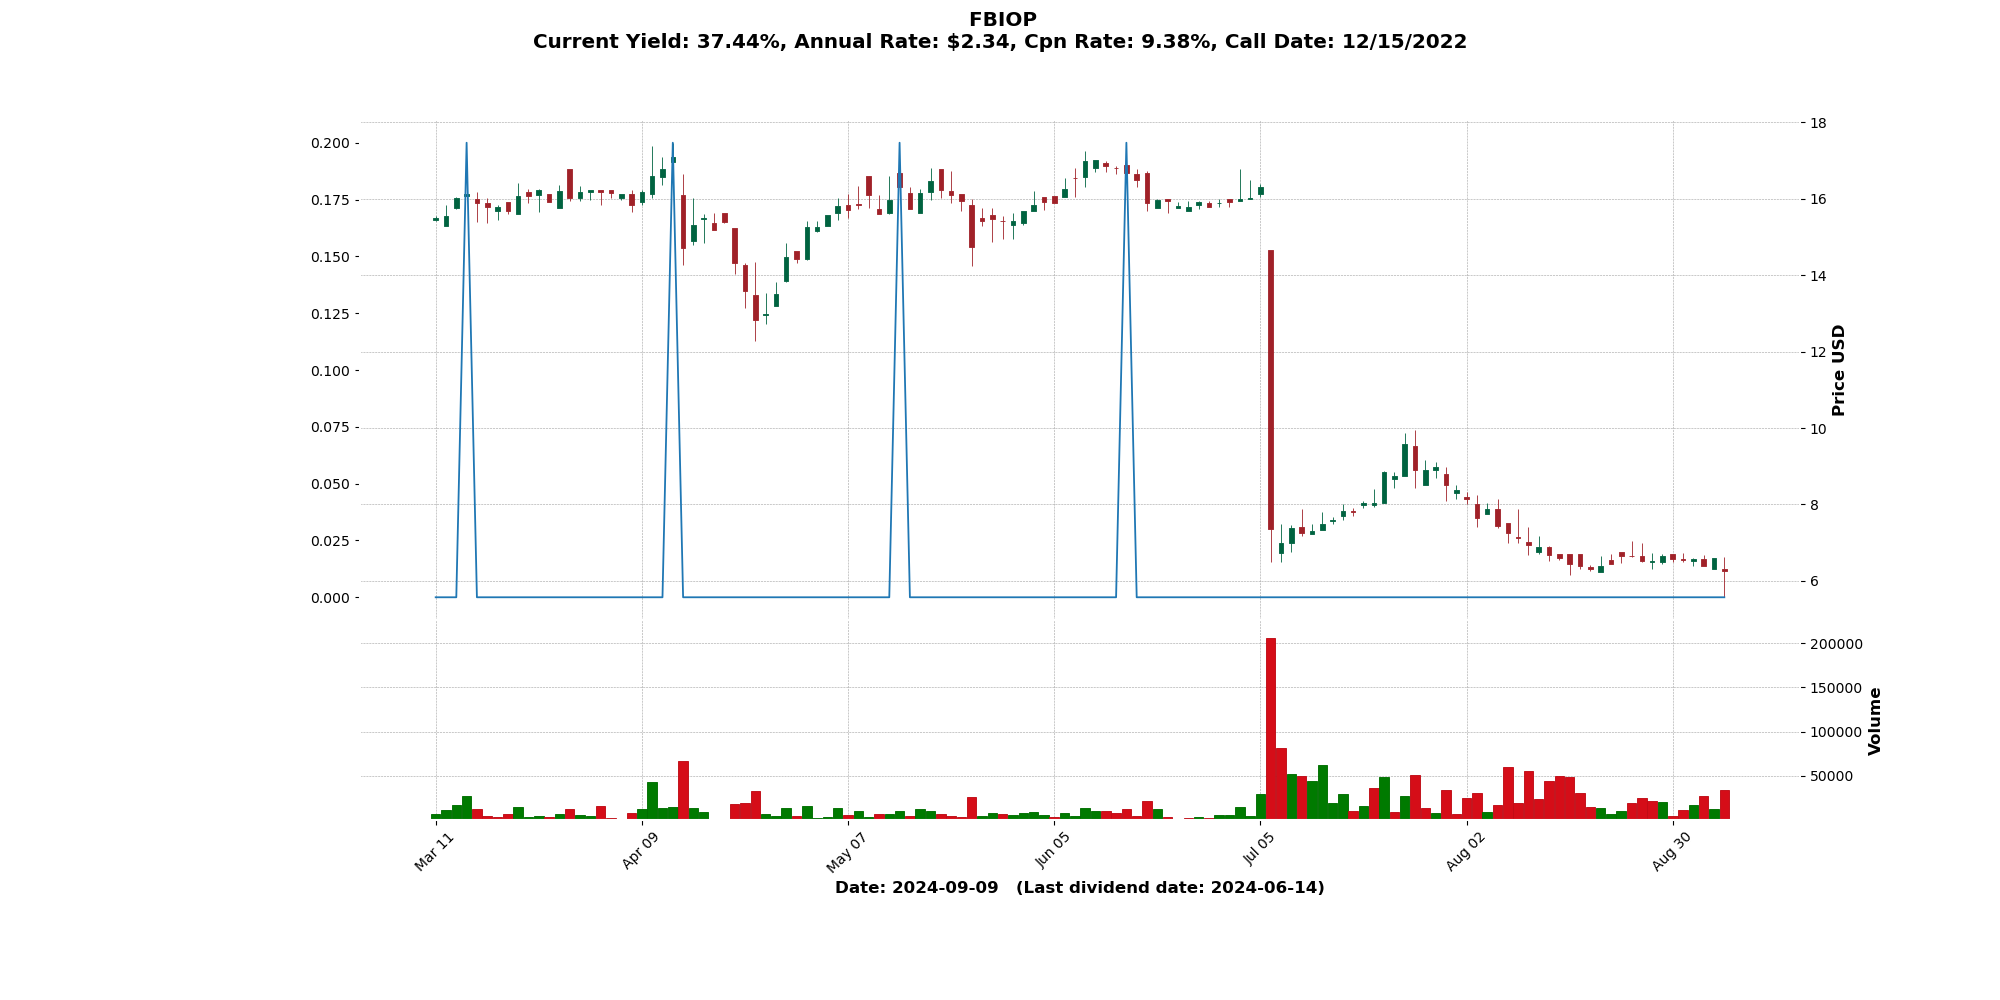 FBIOP
Current Yield: 37.44%, Annual Rate: $2.34, Cpn Rate: 9.38%, Call Date: 12/15/2022
0.200
0.175
0.150
0.125
0.100
0.075
0.050
0.025
0.000
18
16
14
12
10
8
6
Price USD
200000
150000
100000
50000
Volume
Mar 11
Apr 09
May 07
Jun 05
Jul 05
Aug 02
Aug 30
Date: 2024-09-09 (Last dividend date: 2024-06-14)